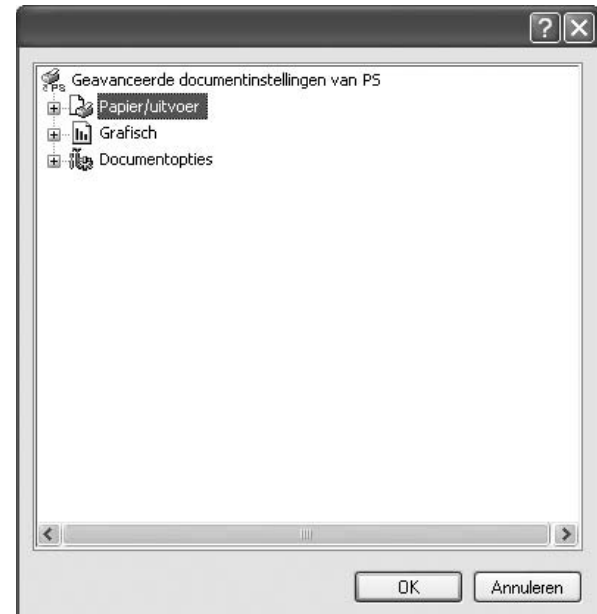 Geavanceerde documentinstellingen van PS
Papier/uitvoer
Grafisch
Documentopties
OK
Annuleren